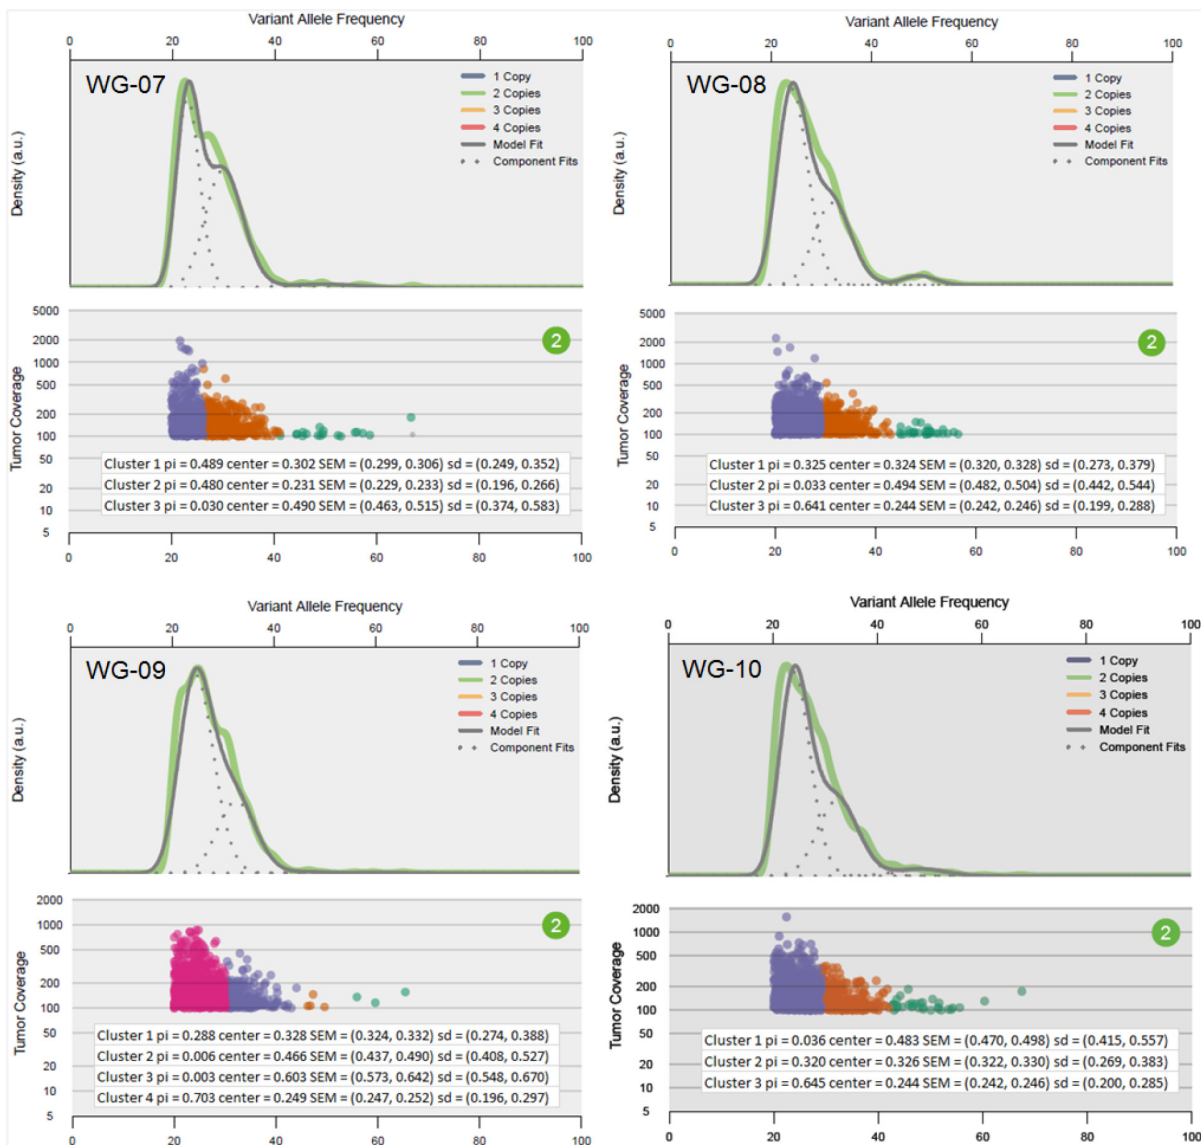 Variant Allele Frequency
0 20 40 60 80 100
WG-07
1 Copy
2 Copies
3 Copies
4 Copies
Model Fit
Component Fits
Density (a.u.)
5000
2000
1000
500
200
100
50
20
10
5
Tumor Coverage
2
Cluster 1 pi = 0.489 center = 0.302 SEM = (0.299, 0.306) sd = (0.249, 0.352)
Cluster 2 pi = 0.480 center = 0.231 SEM = (0.229, 0.233) sd = (0.196, 0.266)
Cluster 3 pi = 0.030 center = 0.490 SEM = (0.463, 0.515) sd = (0.374, 0.583)
0 20 40 60 80 100
Variant Allele Frequency
0 20 40 60 80 100
WG-08
1 Copy
2 Copies
3 Copies
4 Copies
Model Fit
Component Fits
Density (a.u.)
5000
2000
1000
500
200
100
50
20
10
5
Tumor Coverage
2
Cluster 1 pi = 0.325 center = 0.324 SEM = (0.320, 0.328) sd = (0.273, 0.379)
Cluster 2 pi = 0.033 center = 0.494 SEM = (0.482, 0.504) sd = (0.442, 0.544)
Cluster 3 pi = 0.641 center = 0.244 SEM = (0.242, 0.246) sd = (0.199, 0.288)
0 20 40 60 80 100
Variant Allele Frequency
0 20 40 60 80 100
WG-09
1 Copy
2 Copies
3 Copies
4 Copies
Model Fit
Component Fits
Density (a.u.)
2000
1000
500
200
100
50
20
10
5
Tumor Coverage
2
Cluster 1 pi = 0.288 center = 0.328 SEM = (0.324, 0.332) sd = (0.274, 0.388)
Cluster 2 pi = 0.006 center = 0.466 SEM = (0.437, 0.490) sd = (0.408, 0.527)
Cluster 3 pi = 0.003 center = 0.603 SEM = (0.573, 0.642) sd = (0.548, 0.670)
Cluster 4 pi = 0.703 center = 0.249 SEM = (0.247, 0.252) sd = (0.196, 0.297)
0 20 40 60 80 100
Variant Allele Frequency
0 20 40 60 80 100
WG-10
1 Copy
2 Copies
3 Copies
4 Copies
Model Fit
Component Fits
Density (a.u.)
2000
1000
500
200
100
50
20
10
5
Tumor Coverage
2
Cluster 1 pi = 0.036 center = 0.483 SEM = (0.470, 0.498) sd = (0.415, 0.557)
Cluster 2 pi = 0.320 center = 0.326 SEM = (0.322, 0.330) sd = (0.269, 0.383)
Cluster 3 pi = 0.645 center = 0.244 SEM = (0.242, 0.246) sd = (0.200, 0.285)
0 20 40 60 80 100